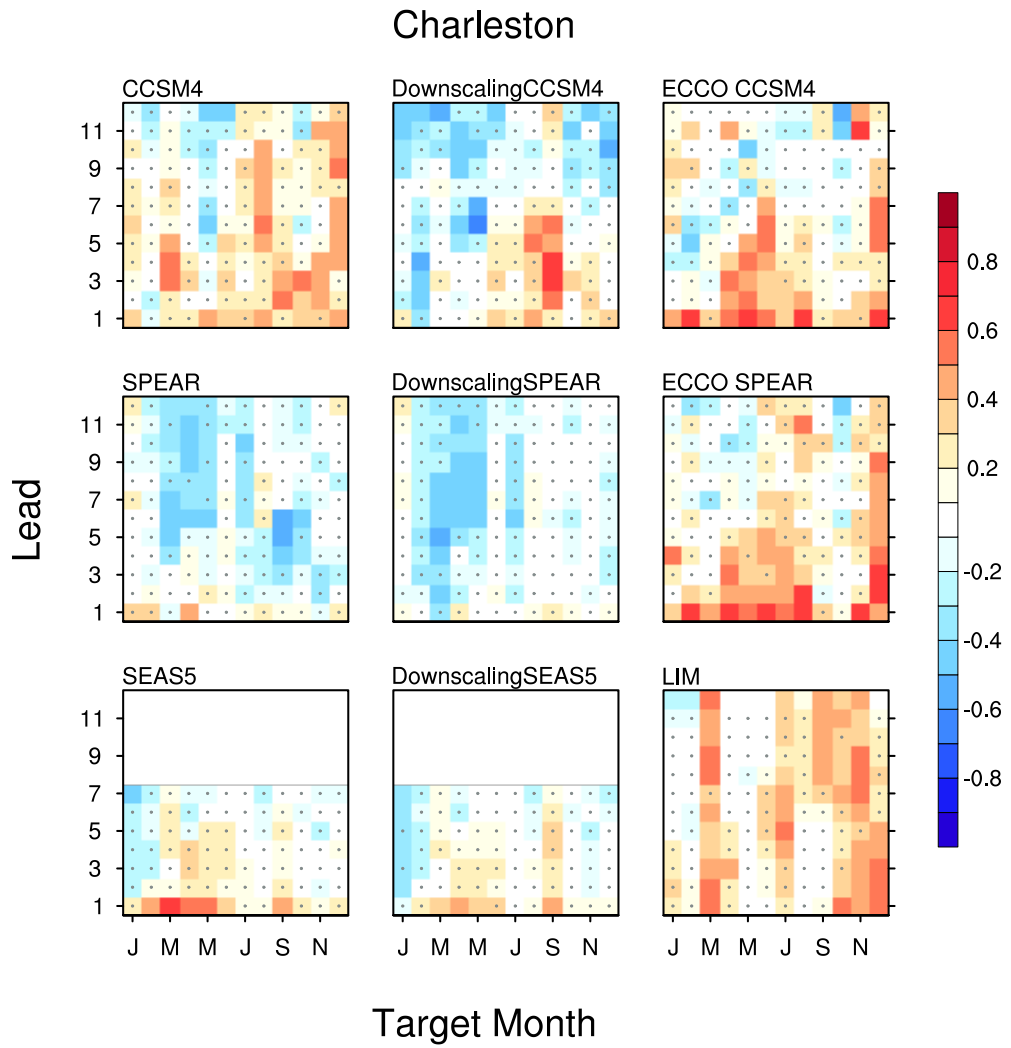 Charleston
CCSM4
DownscalingCCSM4
ECCO CCSM4
11
9
7
5
3
1
0.8
0.6
0.4
0.2
-0.2
-0.4
-0.6
-0.8
Lead
SPEAR
DownscalingSPEAR
ECCO SPEAR
11
9
7
5
3
1
SEAS5
DownscalingSEAS5
LIM
11
9
7
5
3
1
J M M J S N
J M M J S N
J M M J S N
Target Month